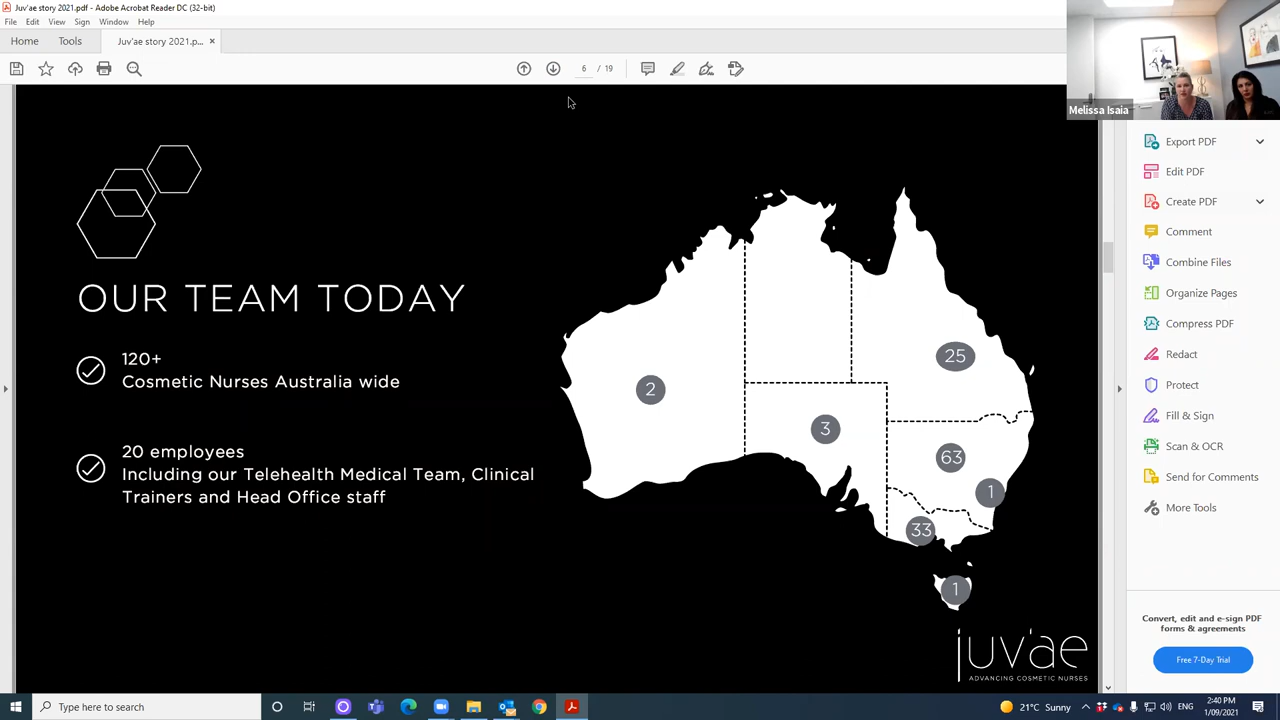 Juv'ae story 2021.pdf - Adobe Acrobat Reader DC (32-bit)
File Edit View Sign Window Help
Home Tools Juv'ae story 2021.p... ×
6 / 19
Melissa Isaia
OUR TEAM TODAY
120+
Cosmetic Nurses Australia wide
20 employees
Including our Telehealth Medical Team, Clinical
Trainers and Head Office staff
25
2
3
63
1
33
1
juv'ae
ADVANCING COSMETIC NURSES
Export PDF
Edit PDF
Create PDF
Comment
Combine Files
Organize Pages
Compress PDF
Redact
Protect
Fill & Sign
Scan & OCR
Send for Comments
More Tools
Convert, edit and e-sign PDF
forms & agreements
Free 7-Day Trial
Type here to search
21°C Sunny
ENG
2:40 PM
1/09/2021